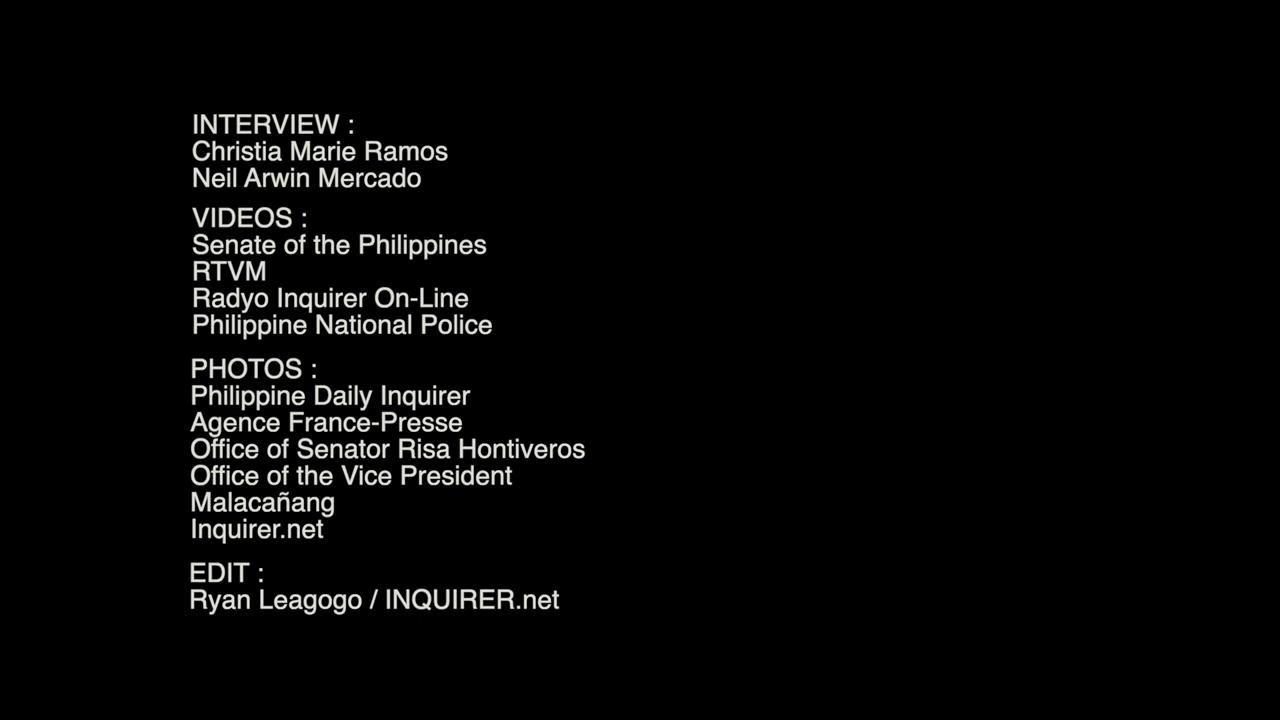 INTERVIEW :
Christia Marie Ramos
Neil Arwin Mercado
VIDEOS :
Senate of the Philippines
RTVM
Radyo Inquirer On-Line
Philippine National Police
PHOTOS :
Philippine Daily Inquirer
Agence France-Presse
Office of Senator Risa Hontiveros
Office of the Vice President
Malacañang
Inquirer.net
EDIT :
Ryan Leagogo / INQUIRER.net